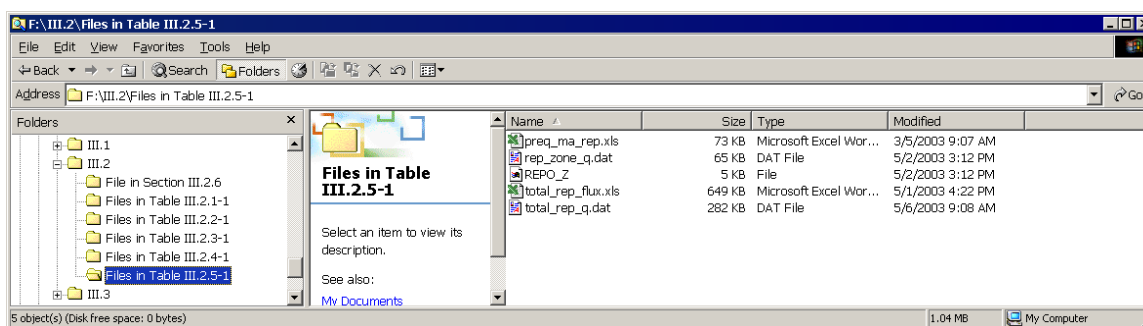 F:\III.2\Files in Table III.2.5-1
File Edit View Favorites Tools Help
Back Search Folders
Address F:\III.2\Files in Table III.2.5-1 Go
Folders
III.1
III.2
File in Section III.2.6
Files in Table III.2.1-1
Files in Table III.2.2-1
Files in Table III.2.3-1
Files in Table III.2.4-1
Files in Table III.2.5-1
III.3
Files in Table
III.2.5-1
Select an item to view its
description.
See also:
My Documents
Name Size Type Modified
preq_ma_rep.xls 73 KB Microsoft Excel Wor... 3/5/2003 9:07 AM
rep_zone_q.dat 65 KB DAT File 5/2/2003 3:12 PM
REPO_Z 5 KB File 5/2/2003 3:12 PM
total_rep_flux.xls 649 KB Microsoft Excel Wor... 5/1/2003 4:22 PM
total_rep_q.dat 282 KB DAT File 5/6/2003 9:08 AM
5 object(s) (Disk free space: 0 bytes) 1.04 MB My Computer